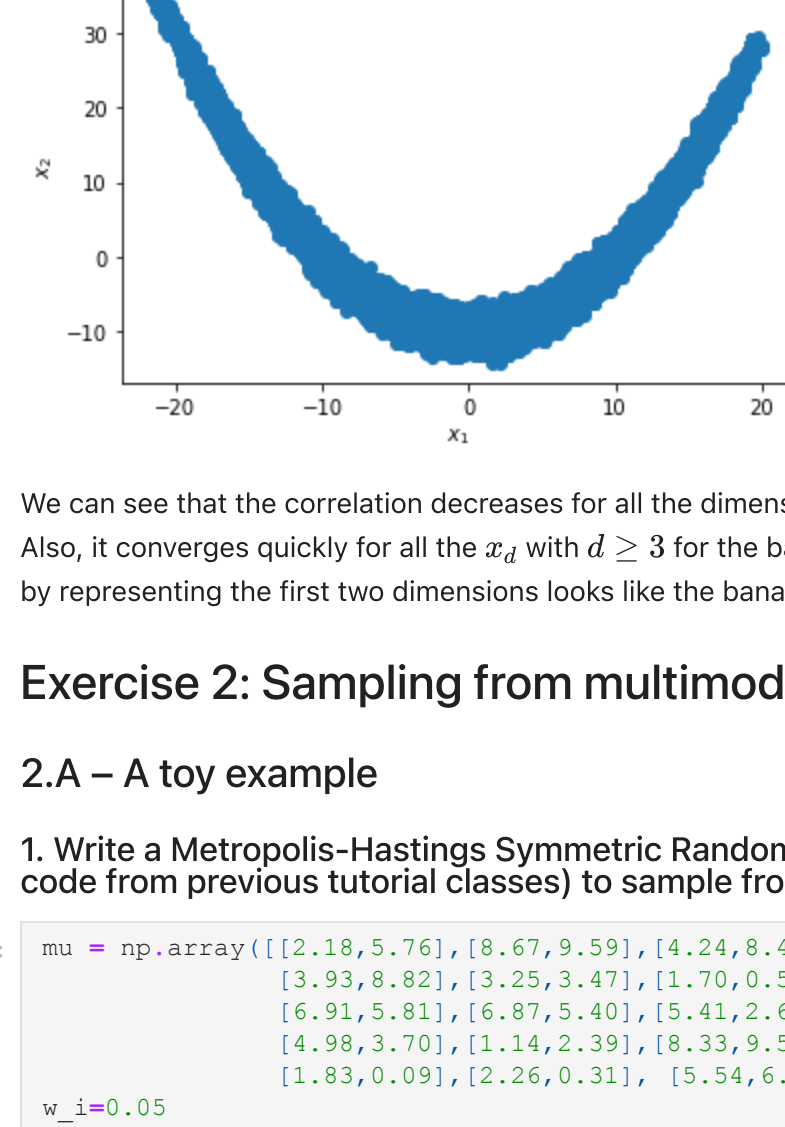 30
20
10
0
−10
x₂
−20 −10 0 10 20
x₁
We can see that the correlation decreases for all the
Also, it converges quickly for all the x_d with d ≥ 3 for the
by representing the first two dimensions looks like the
Exercise 2: Sampling from
2.A – A toy example
1. Write a Metropolis-Hastings Symmetric
code from previous tutorial classes) to sample
mu = np.array([[2.18,5.76],[8.67,9.59],[4.24,8.4
[3.93,8.82],[3.25,3.47],[1.70,0.5
[6.91,5.81],[6.87,5.40],[5.41,2.6
[4.98,3.70],[1.14,2.39],[8.33,9.5
[1.83,0.09],[2.26,0.31], [5.54,6.
w_i=0.05